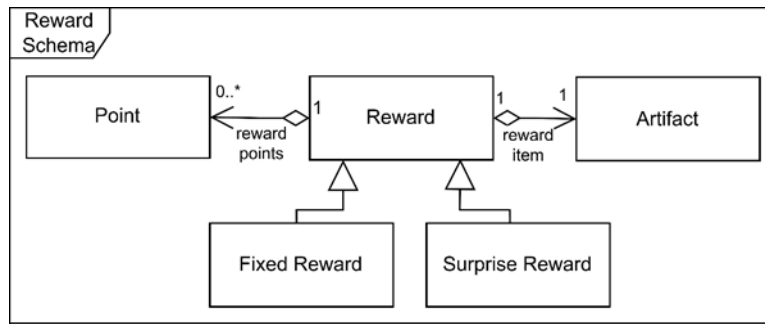 Reward
Schema
Point
0..*
1
reward
points
Reward
1
1
reward
item
Artifact
Fixed Reward
Surprise Reward